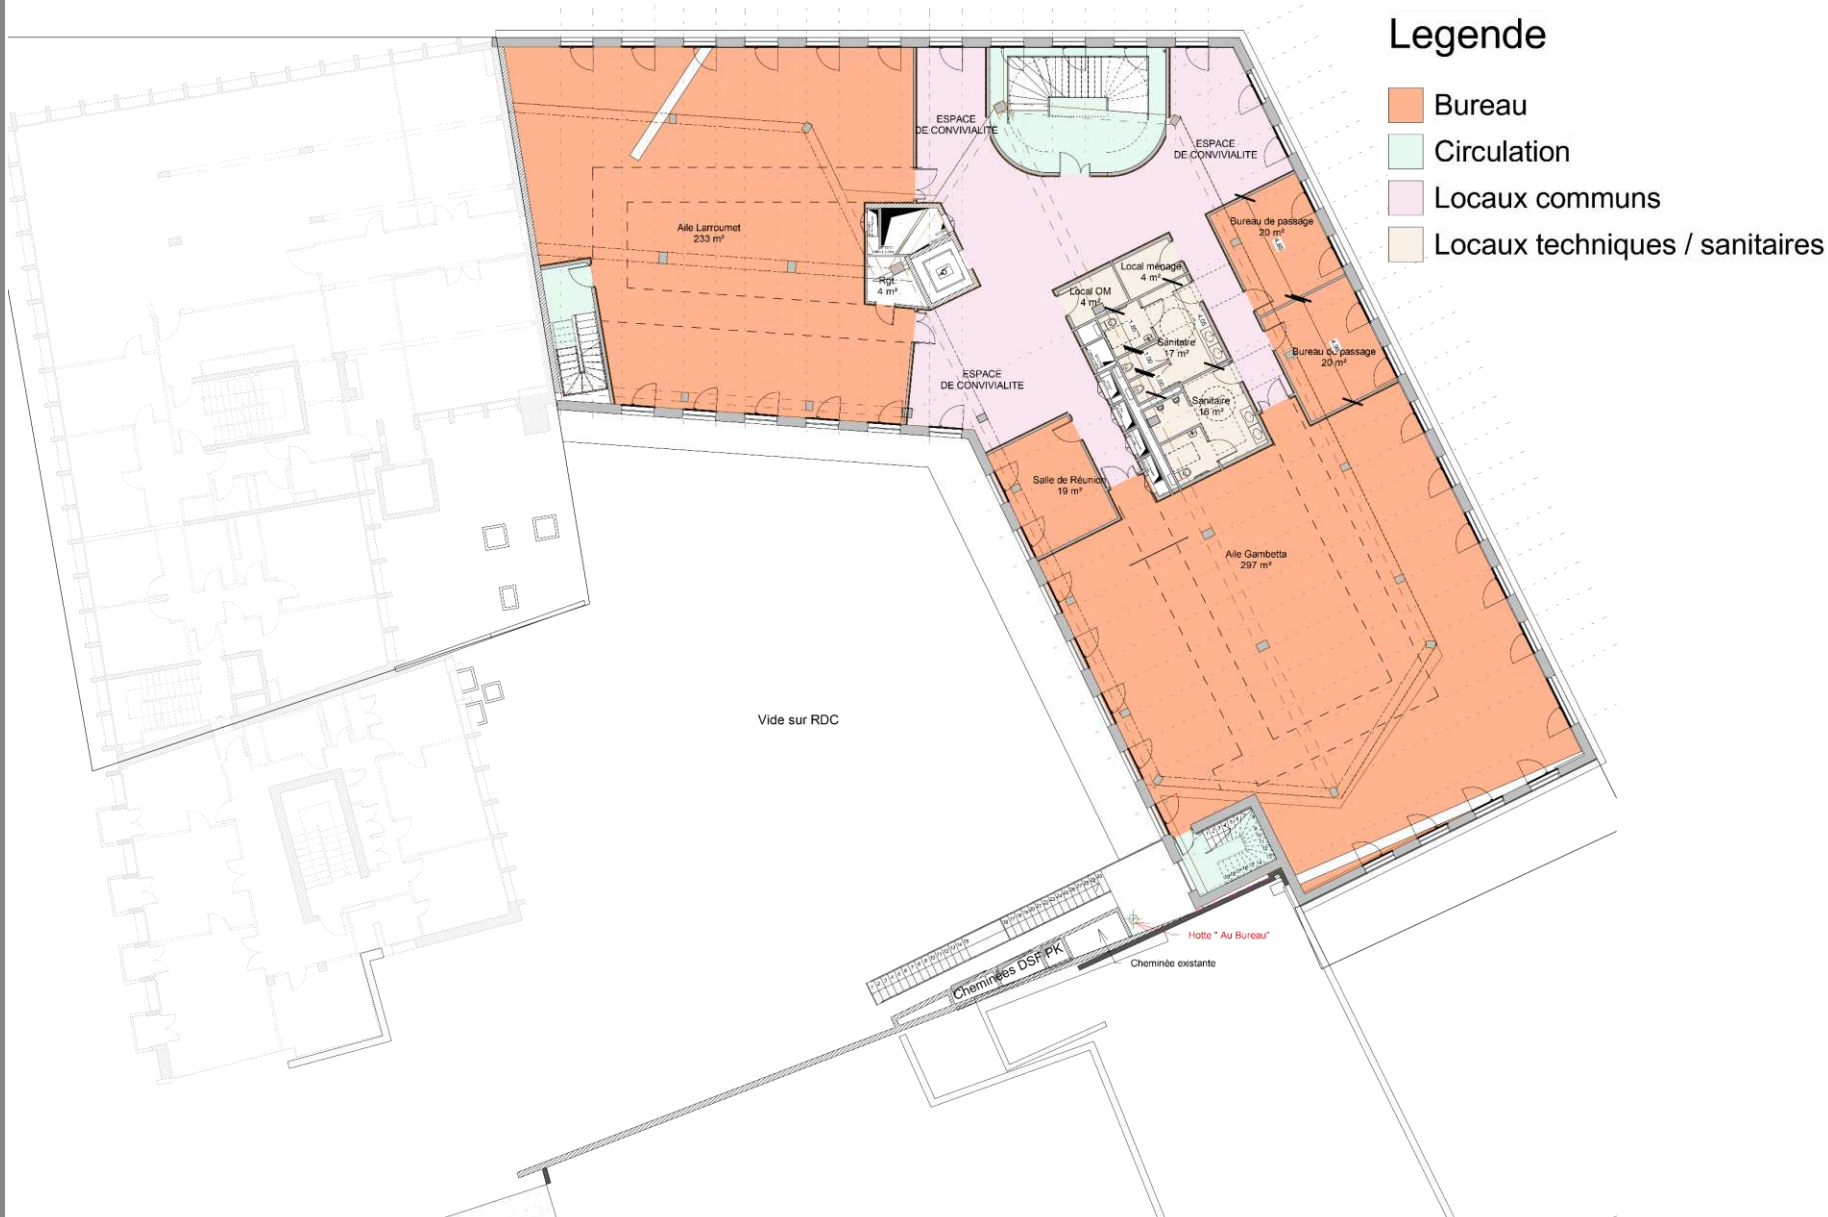 Legende
Bureau
Circulation
Locaux communs
Locaux techniques / sanitaires
ESPACE
DE CONVIVIALITE
ESPACE
DE CONVIVIALITE
Aile Larroumet
233 m²
Bureau de passage
20 m²
Local ménage
4 m²
Rgt
4 m²
Local OM
4 m²
Sanitaire
17 m²
Bureau de passage
20 m²
ESPACE
DE CONVIVIALITE
Sanitaire
16 m²
Salle de Réunion
19 m²
Aile Gambetta
297 m²
Vide sur RDC
Hotte " Au Bureau"
Cheminée existante
Cheminées DSF PK